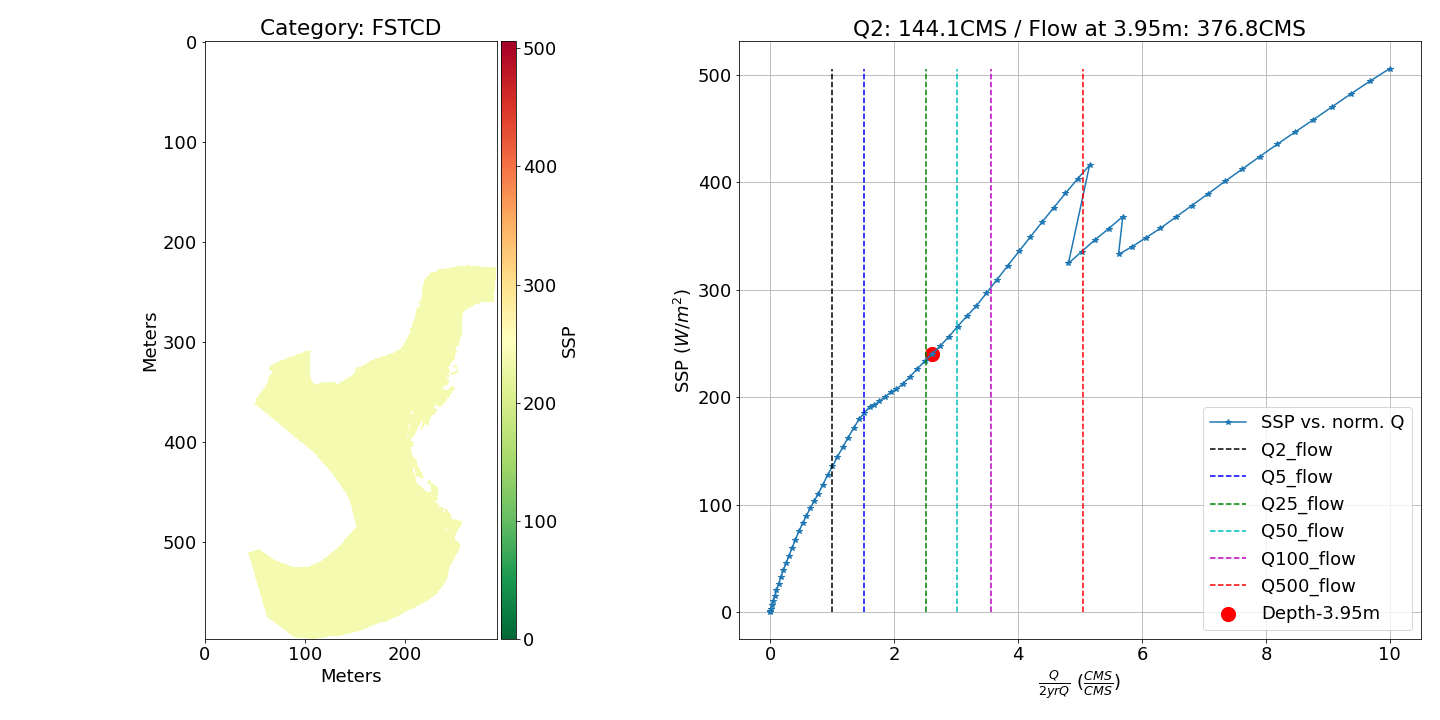 Category: FSTCD
0
100
200
300
400
500
Meters
0
100
200
Meters
500
400
300
200
100
0
SSP
Q2: 144.1CMS / Flow at 3.95m: 376.8CMS
500
400
300
200
100
0
SSP (W/m²)
0
2
4
6
8
10
Q/2yrQ (CMS/CMS)
SSP vs. norm. Q
Q2_flow
Q5_flow
Q25_flow
Q50_flow
Q100_flow
Q500_flow
Depth-3.95m